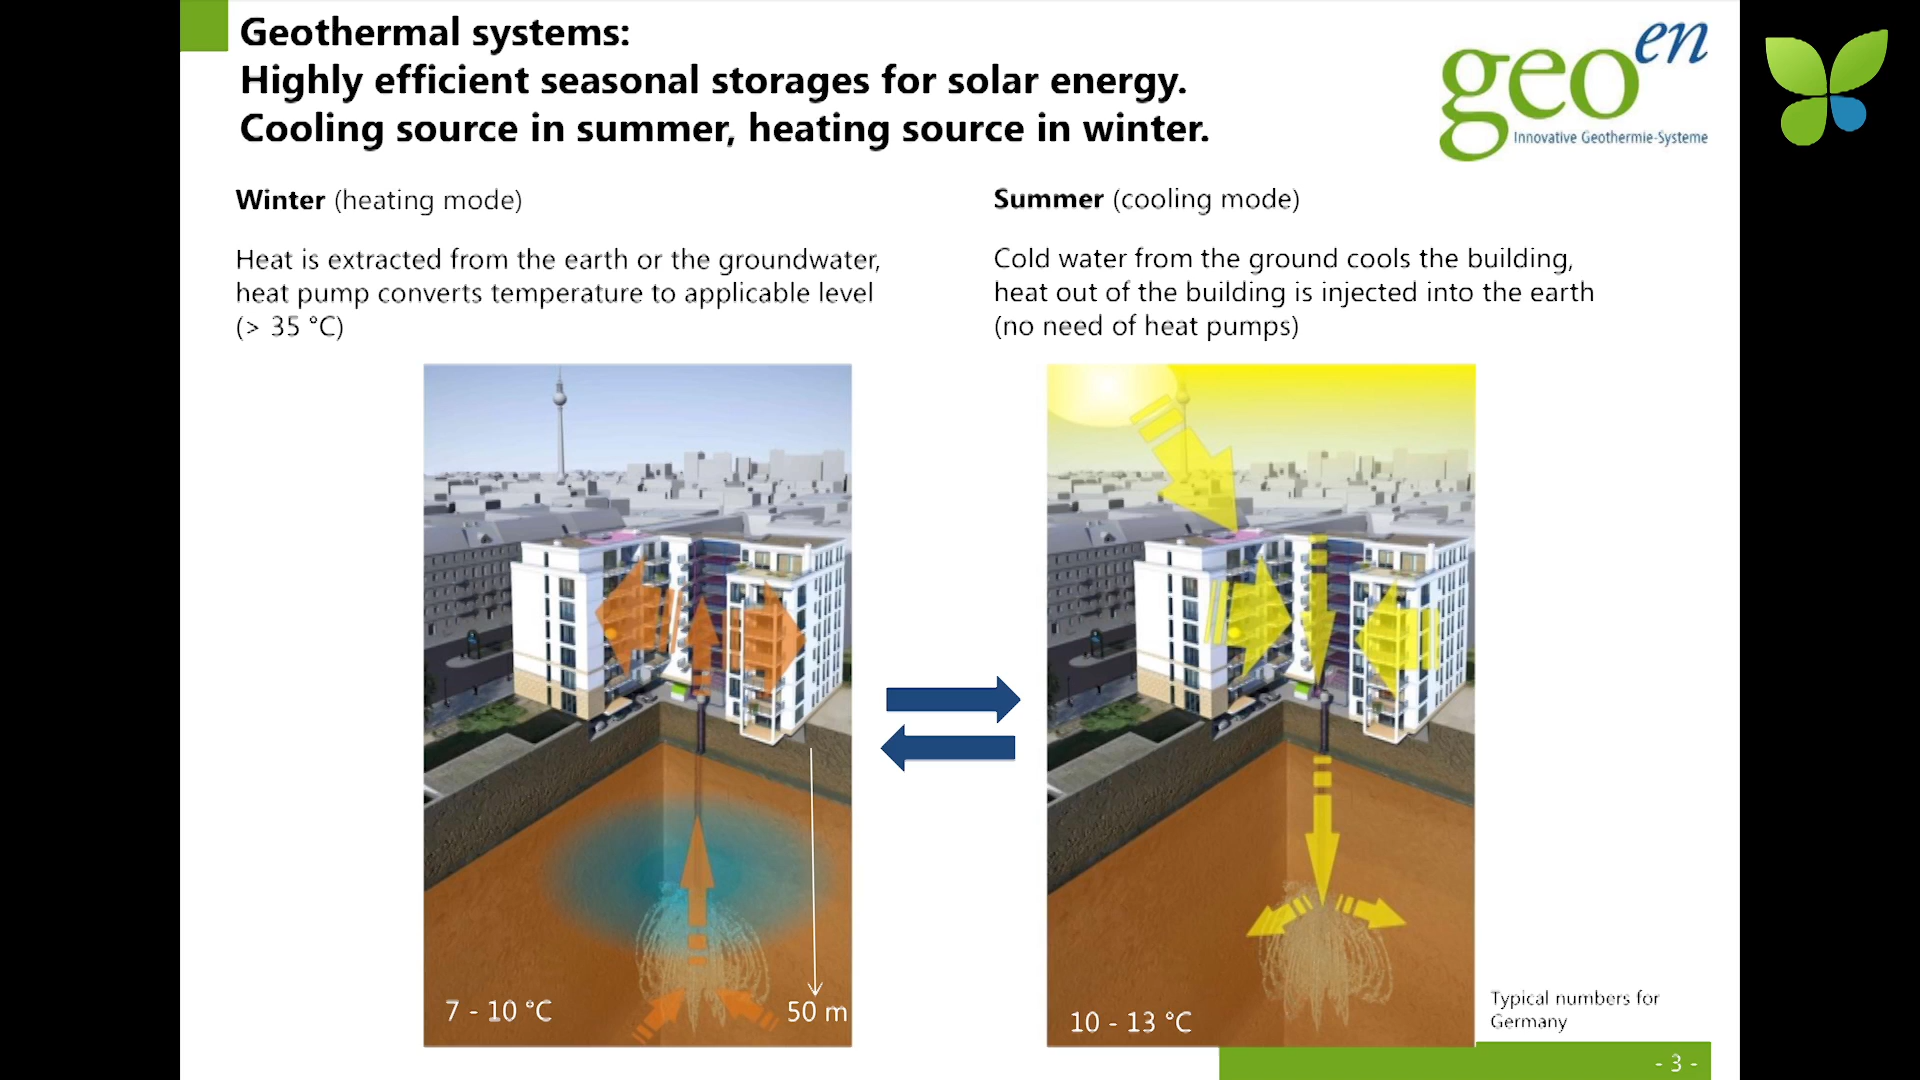 Geothermal systems:
Highly efficient seasonal storages for solar energy.
Cooling source in summer, heating source in winter.
geo en
Innovative Geothermie-Systeme
Winter (heating mode)
Heat is extracted from the earth or the groundwater,
heat pump converts temperature to applicable level
(> 35 °C)
Summer (cooling mode)
Cold water from the ground cools the building,
heat out of the building is injected into the earth
(no need of heat pumps)
7 - 10 °C
50 m
10 - 13 °C
Typical numbers for
Germany
- 3 -